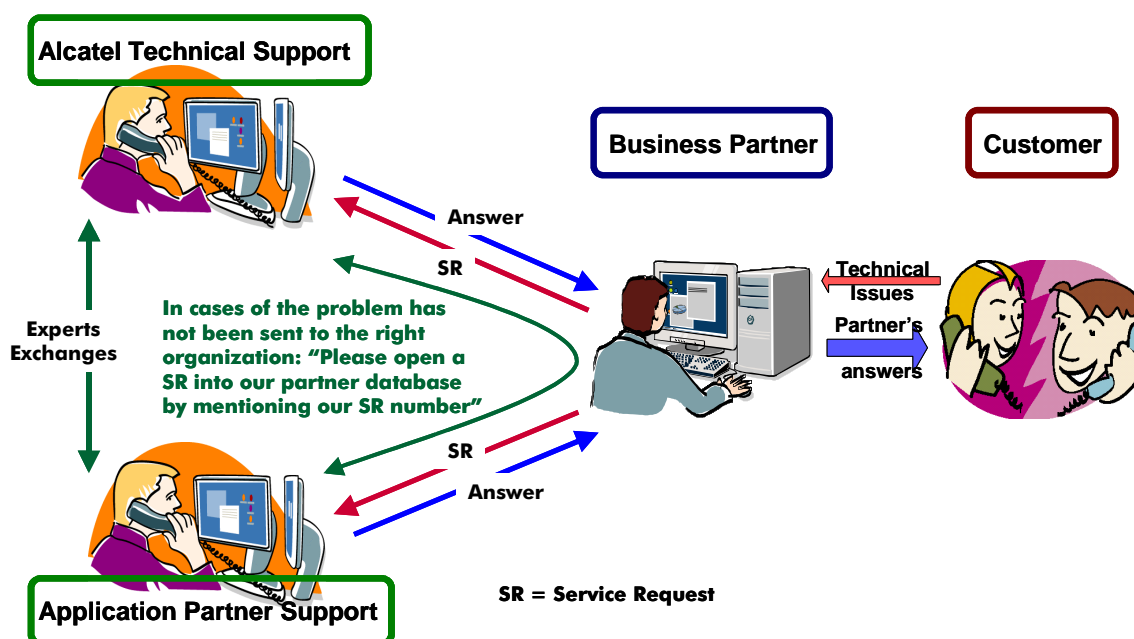 Alcatel Technical Support
Business Partner
Customer
Answer
SR
Technical
Issues
Partner's
answers
Experts
Exchanges
In cases of the problem has
not been sent to the right
organization: “Please open a
SR into our partner database
by mentioning our SR number”
SR
Answer
Application Partner Support
SR = Service Request